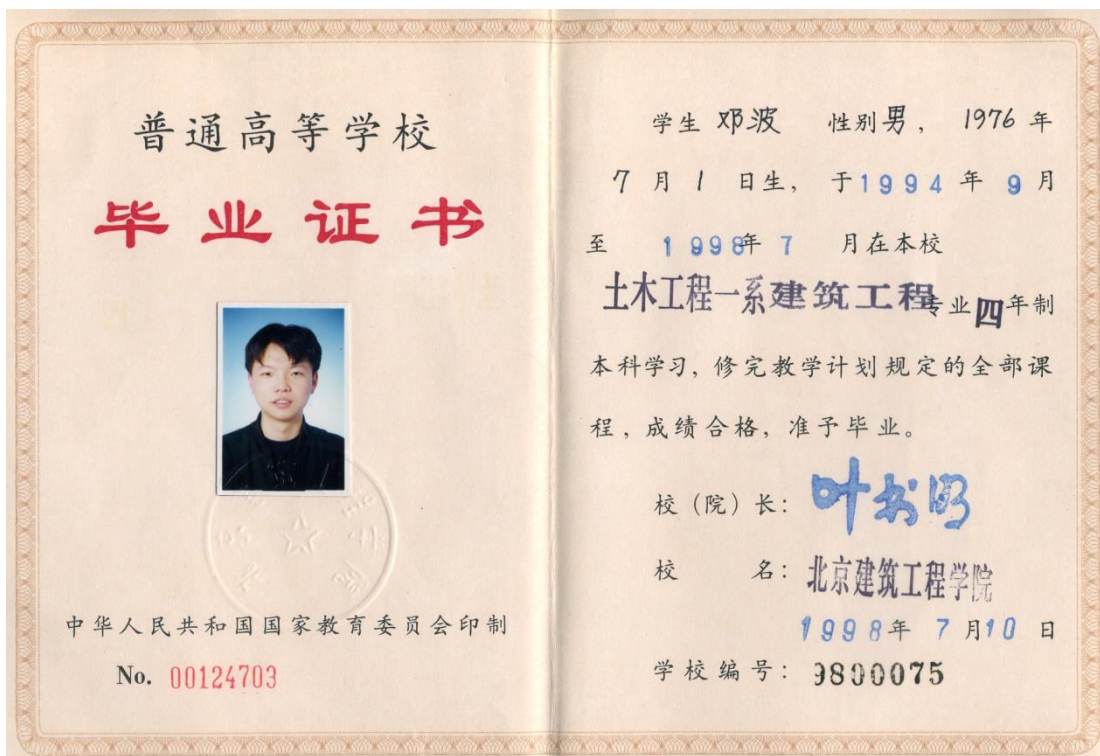 普通高等学校
毕业证书
中华人民共和国国家教育委员会印制
No. 00124703
学生 邓波 性别男, 1976 年
7 月 1 日生, 于1994 年 9 月
至 1998年 7 月在本校
土木工程一系建筑工程专业四年制
本科学习, 修完教学计划规定的全部课
程, 成绩合格, 准予毕业。
校(院)长: 叶书明
校 名: 北京建筑工程学院
1998年 7月10日
学校编号: 9800075